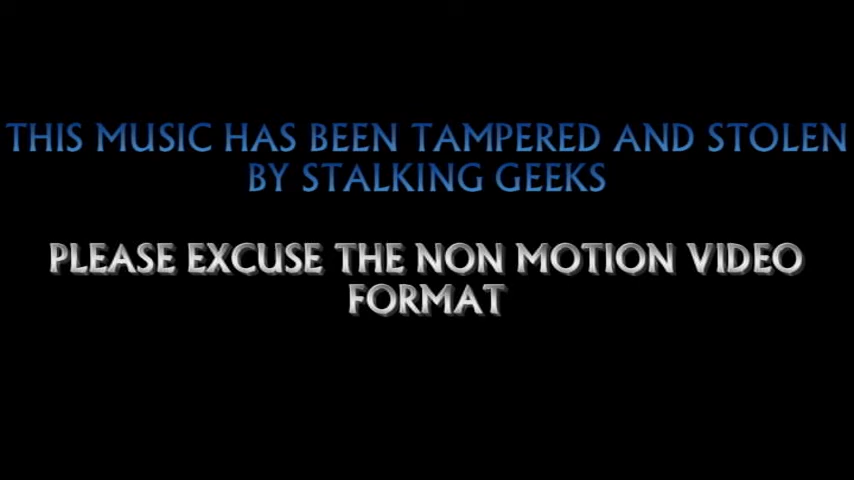 THIS MUSIC HAS BEEN TAMPERED AND STOLEN
BY STALKING GEEKS
PLEASE EXCUSE THE NON MOTION VIDEO
FORMAT